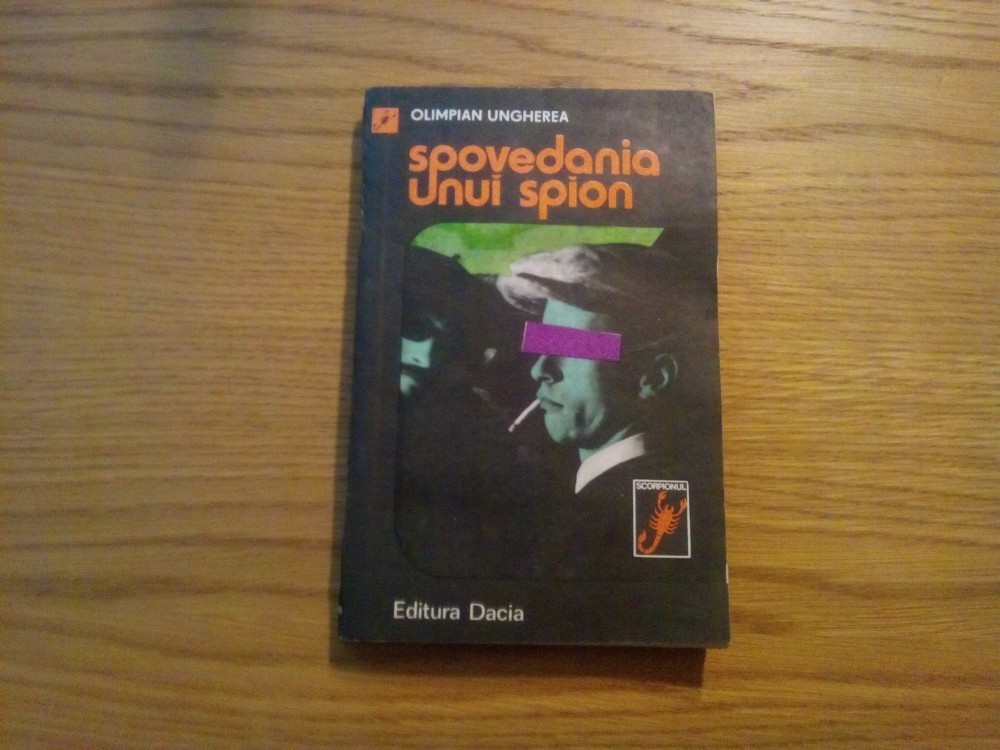 OLIMPIAN UNGHEREA
spovedania
unui spion
SCORPIONUL
Editura Dacia